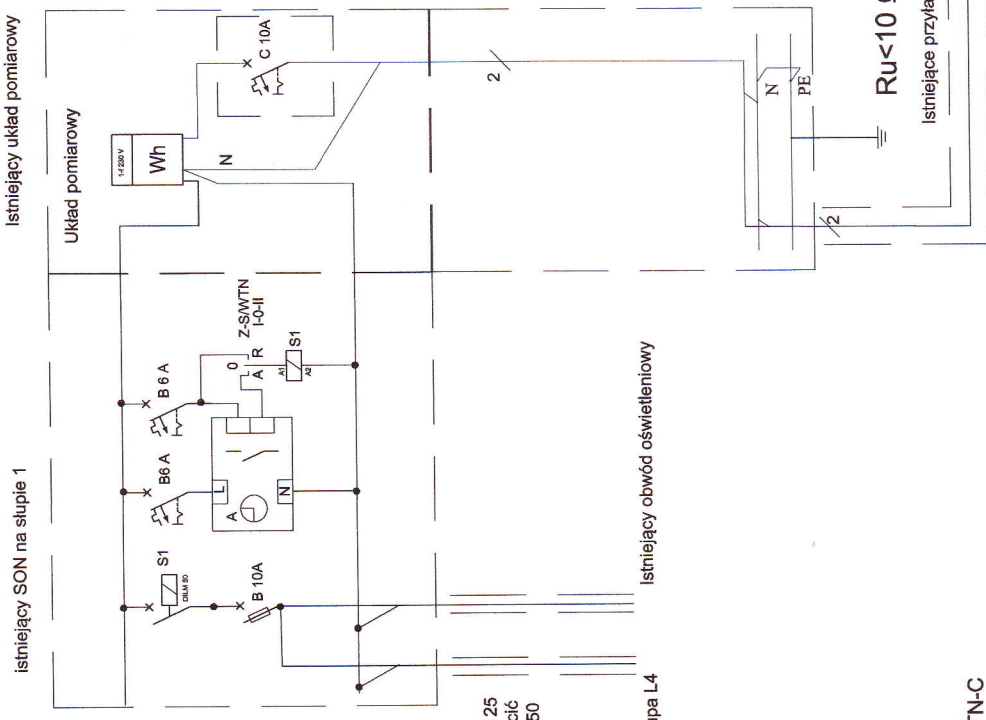 Istniejący układ pomiarowy
Układ pomiarowy
C 10A
1-f 230 V
Wh
N
2
N
PE
Ru<10
Istniejące
2
istniejący SON na słupie 1
Z-S/WTN
I-0-II
B 6 A
B6 A
0
A
R
A1
A2
S1
L
N
A
S1
DILM 50
B 10A
Istniejący obwód oświetleniowy
25
50
L4
TN-C